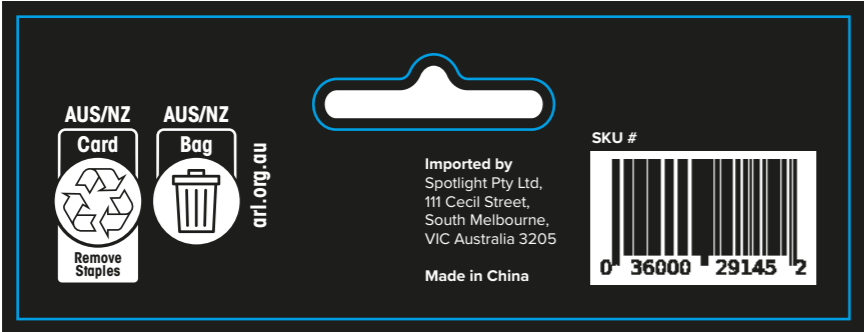 AUS/NZ
Card
Remove
Staples
AUS/NZ
Bag
arl.org.au
Imported by
Spotlight Pty Ltd,
111 Cecil Street,
South Melbourne,
VIC Australia 3205
Made in China
SKU #
0 36000 29145 2